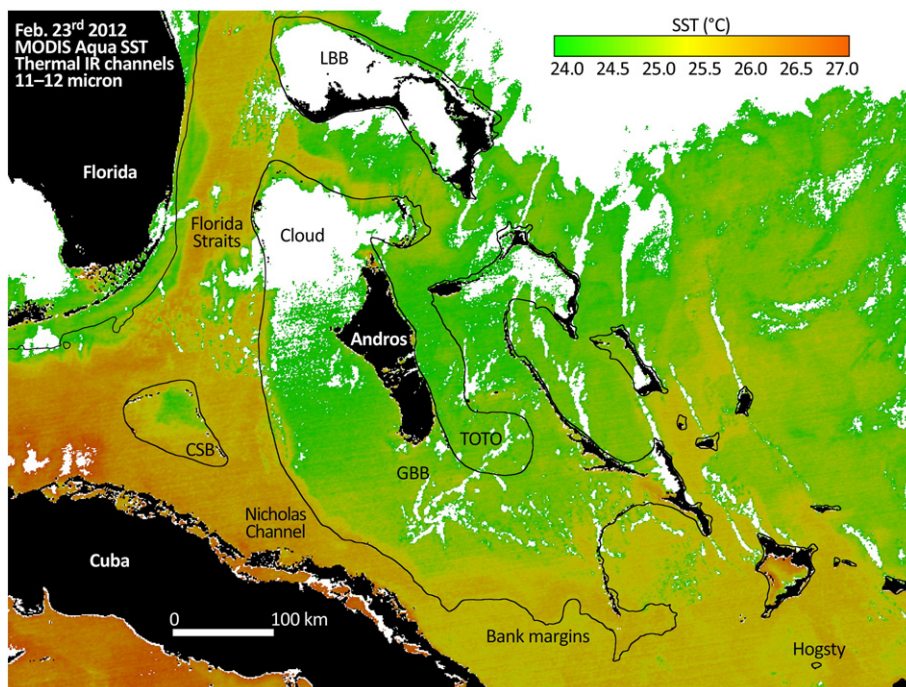 Feb. 23rd 2012
MODIS Aqua SST
Thermal IR channels
11–12 micron
SST (°C)
24.0 24.5 25.0 25.5 26.0 26.5 27.0
LBB
Florida
Florida
Straits
Cloud
Andros
CSB
TOTO
GBB
Nicholas
Channel
Cuba
0 100 km
Bank margins
Hogsty